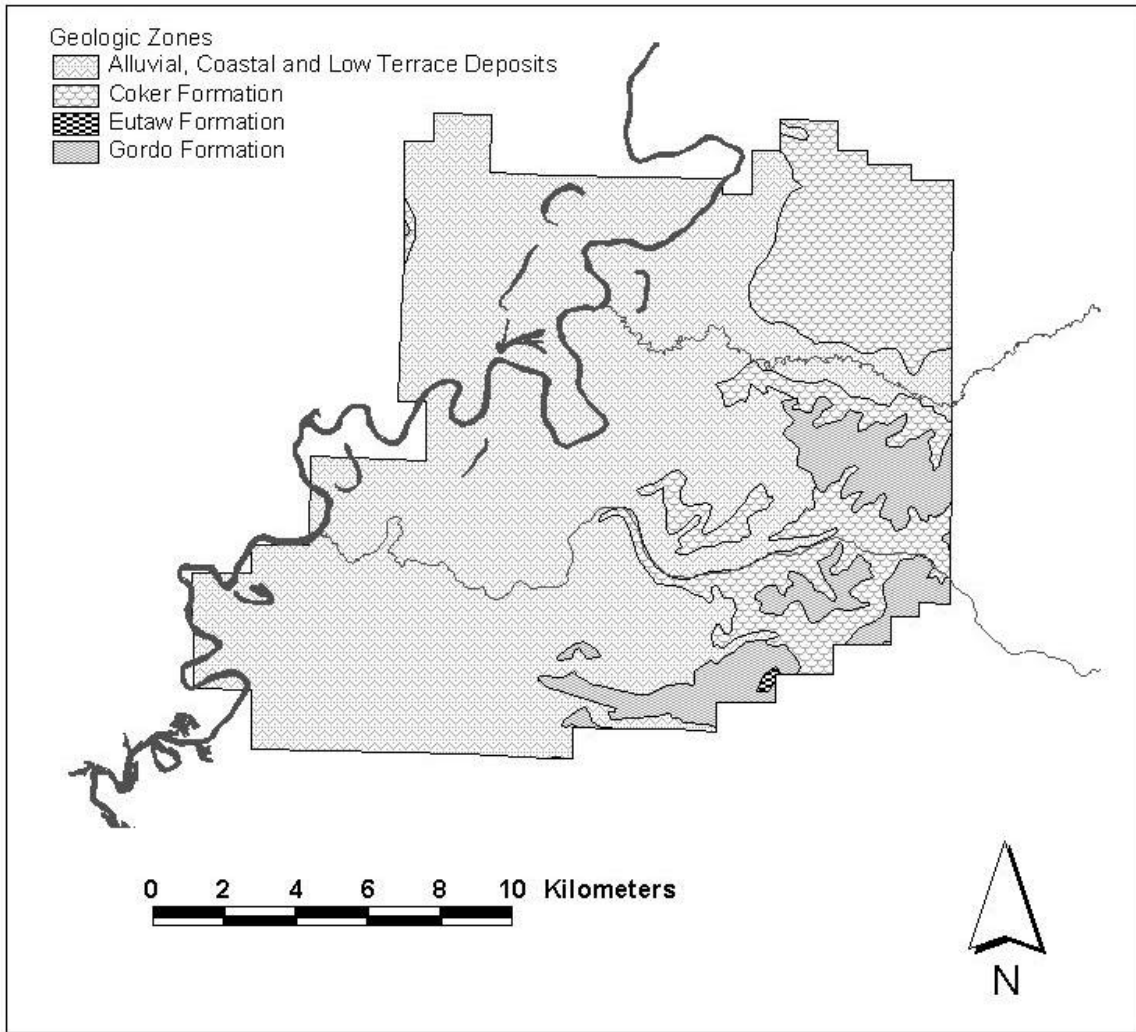 Geologic Zones
Alluvial, Coastal and Low Terrace Deposits
Coker Formation
Eutaw Formation
Gordo Formation
0 2 4 6 8 10 Kilometers
N